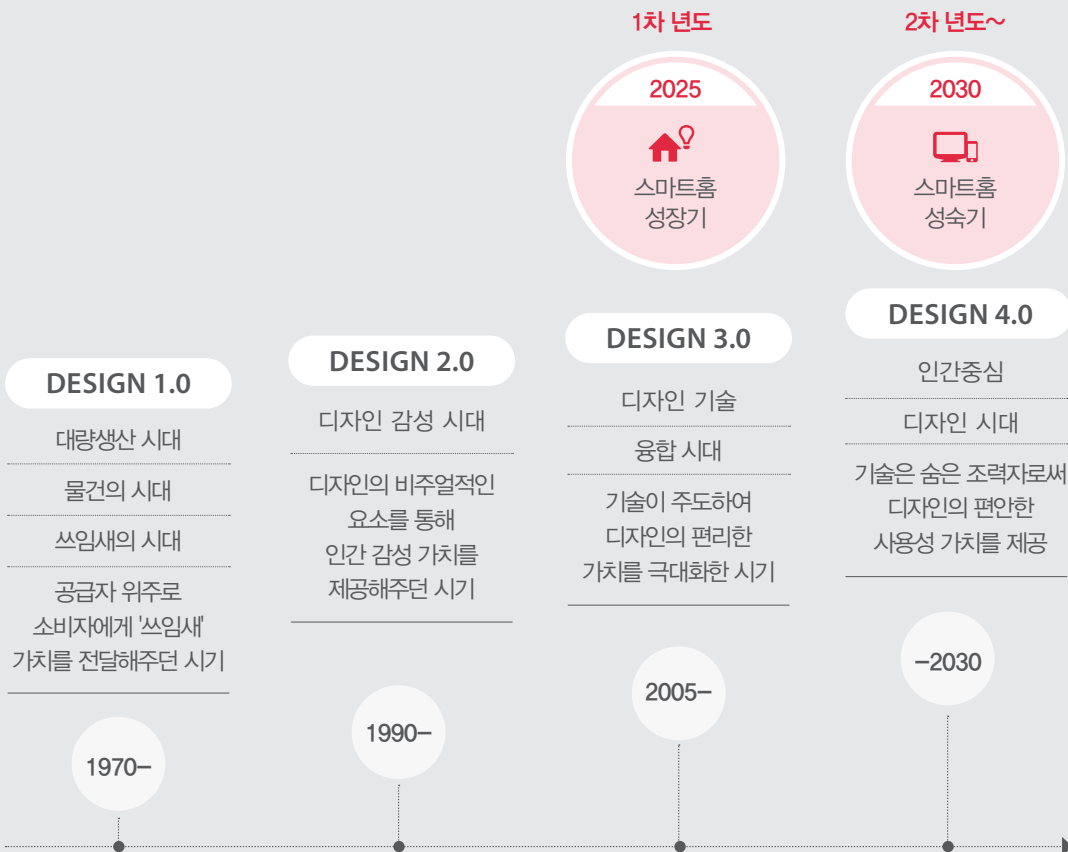 1차 년도
2025
스마트홈
성장기
2차 년도~
2030
스마트홈
성숙기
DESIGN 1.0
대량생산 시대
물건의 시대
쓰임새의 시대
공급자 위주로
소비자에게 '쓰임새'
가치를 전달해주던 시기
1970-
DESIGN 2.0
디자인 감성 시대
디자인의 비주얼적인
요소를 통해
인간 감성 가치를
제공해주던 시기
1990-
DESIGN 3.0
디자인 기술
융합 시대
기술이 주도하여
디자인의 편리한
가치를 극대화한 시기
2005-
DESIGN 4.0
인간중심
디자인 시대
기술은 숨은 조력자로써
디자인의 편안한
사용성 가치를 제공
-2030